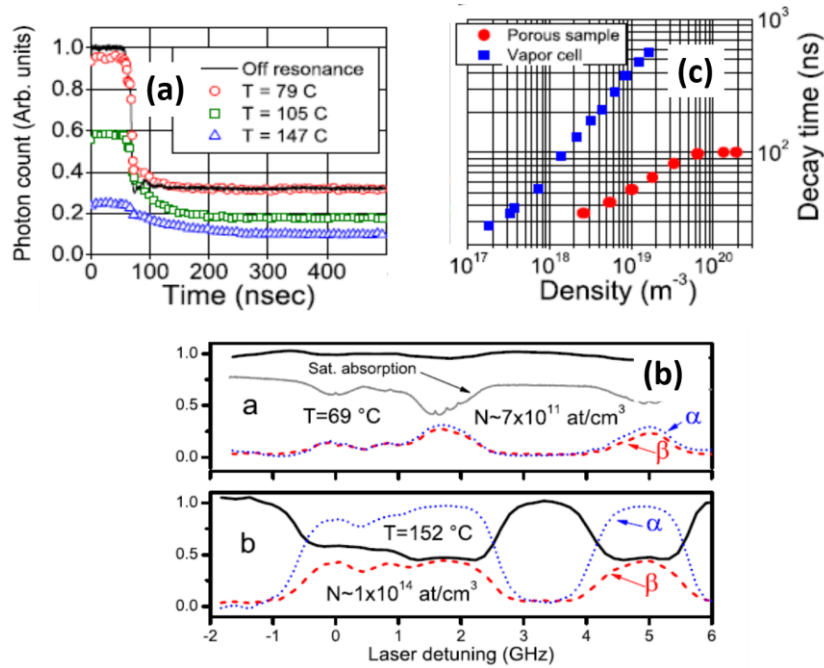 (a)
Photon count (Arb. units)
1.0
0.8
0.6
0.4
0.2
0.0
Off resonance
T = 79 C
T = 105 C
T = 147 C
0 100 200 300 400
Time (nsec)
(c)
Porous sample
Vapor cell
10³
10²
Decay time (ns)
10¹⁷ 10¹⁸ 10¹⁹ 10²⁰
Density (m⁻³)
(b)
1.0
0.5
0.0
a
Sat. absorption
T=69 °C
N~7x10¹¹ at/cm³
α
β
1.0
0.5
0.0
b
T=152 °C
N~1x10¹⁴ at/cm³
α
β
-2 -1 0 1 2 3 4 5 6
Laser detuning (GHz)